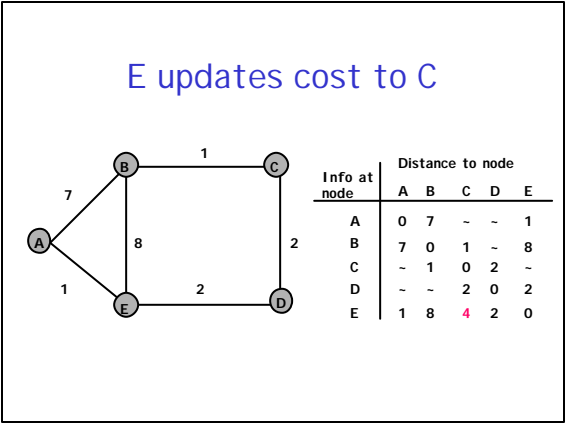 E updates cost to C
1
B
C
7
8
2
A
1
2
E
D
Distance to node
Info at
node A B C D E
A 0 7 ~ ~ 1
B 7 0 1 ~ 8
C ~ 1 0 2 ~
D ~ ~ 2 0 2
E 1 8 4 2 0